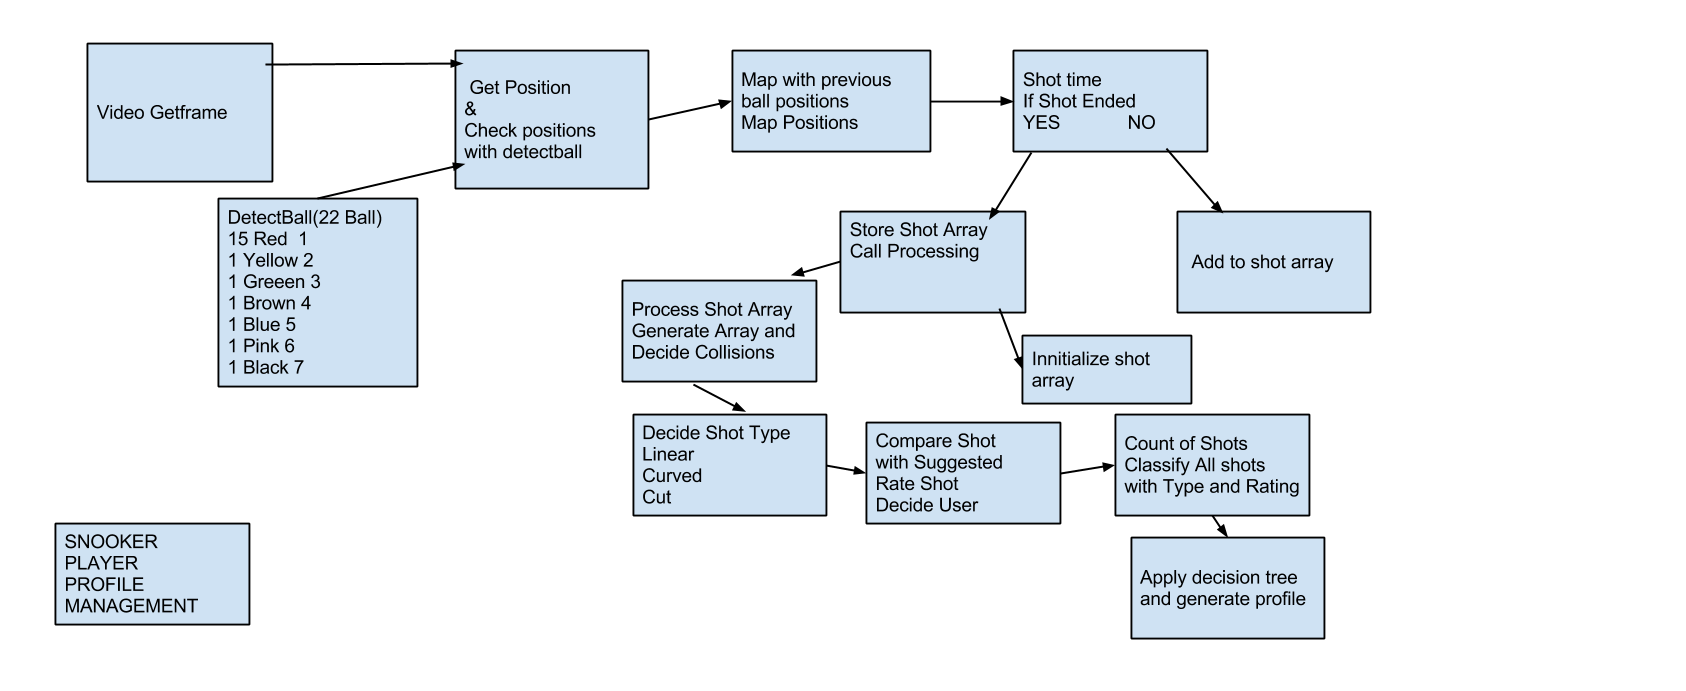 Video Getframe
Get Position
&
Check positions
with detectball
Map with previous
ball positions
Map Positions
Shot time
If Shot Ended
YES NO
DetectBall(22 Ball)
15 Red 1
1 Yellow 2
1 Greeen 3
1 Brown 4
1 Blue 5
1 Pink 6
1 Black 7
Store Shot Array
Call Processing
Add to shot array
Process Shot Array
Generate Array and
Decide Collisions
Innitialize shot
array
Decide Shot Type
Linear
Curved
Cut
Compare Shot
with Suggested
Rate Shot
Decide User
Count of Shots
Classify All shots
with Type and Rating
Apply decision tree
and generate profile
SNOOKER
PLAYER
PROFILE
MANAGEMENT